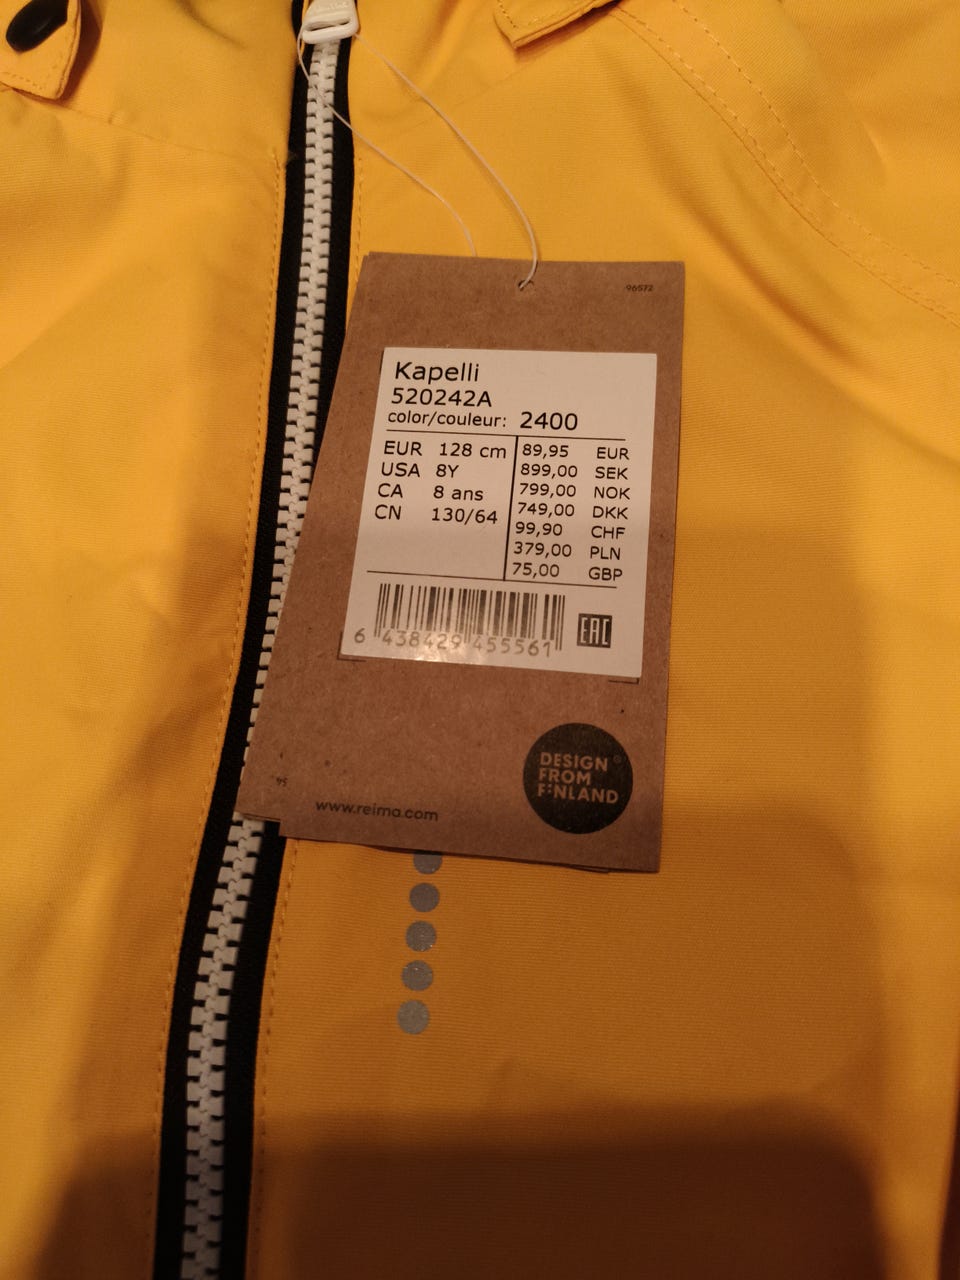 96572
Kapelli
520242A
color/couleur: 2400
EUR 128 cm
USA 8Y
CA 8 ans
CN 130/64
89,95 EUR
899,00 SEK
799,00 NOK
749,00 DKK
99,90 CHF
379,00 PLN
75,00 GBP
6 438429 455561
EAC
DESIGN
FROM
FINLAND
www.reima.com